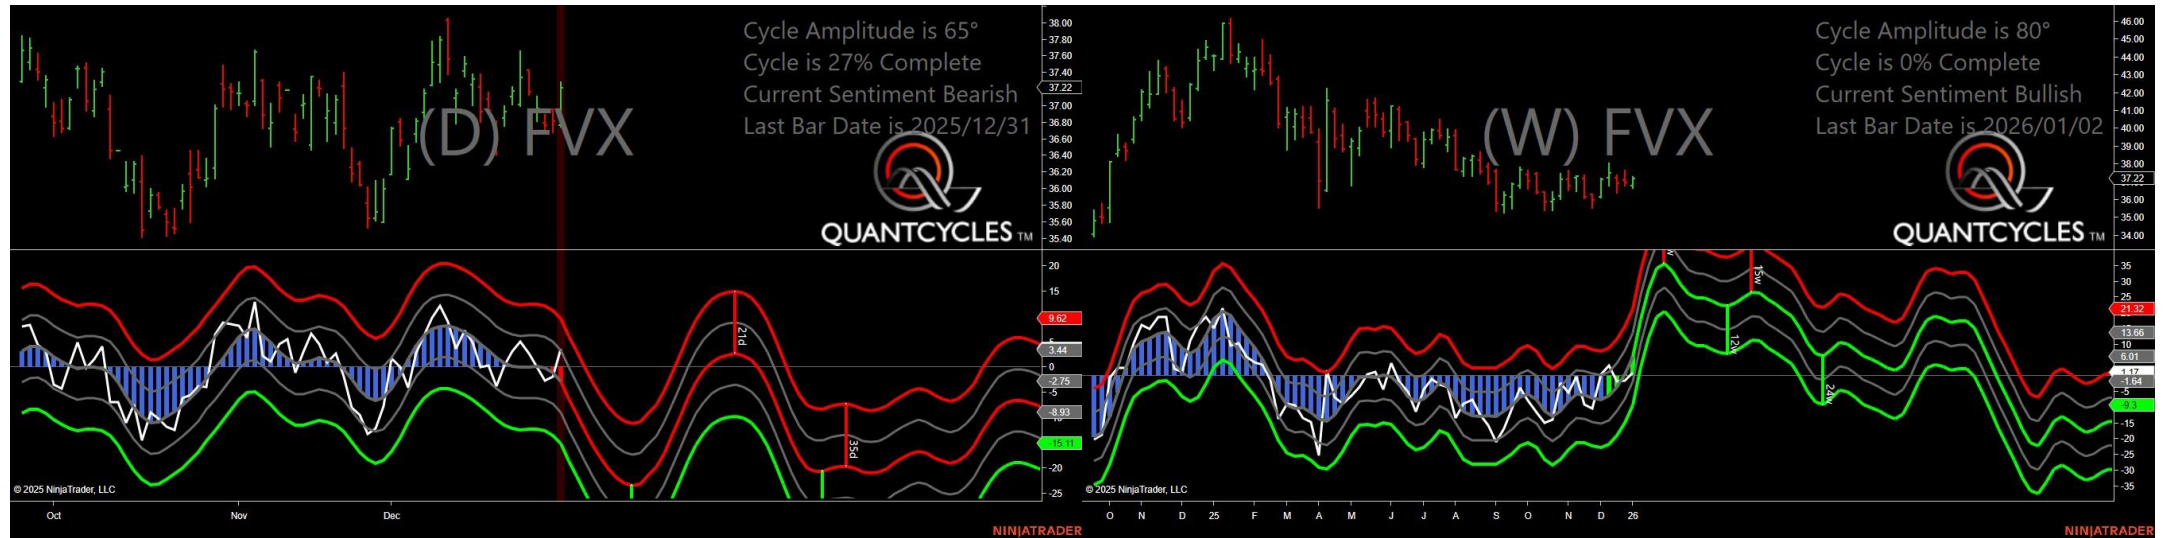 Cycle Amplitude is 65°
Cycle is 27% Complete
Current Sentiment Bearish
Last Bar Date is 2025/12/31
(D) FVX
QUANTCYCLES TM
38.00
37.80
37.60
37.40
37.22
37.00
36.80
36.60
36.40
36.20
36.00
35.80
35.60
35.40
20
15
9.62
3.44
0
-2.75
-5
-8.93
-15.11
-20
-25
21d
35d
© 2025 NinjaTrader, LLC
Oct Nov Dec
NINJATRADER
Cycle Amplitude is 80°
Cycle is 0% Complete
Current Sentiment Bullish
Last Bar Date is 2026/01/02
(W) FVX
QUANTCYCLES TM
46.00
45.00
44.00
43.00
42.00
41.00
40.00
39.00
38.00
37.22
36.00
35.00
34.00
35
30
25
21.32
13.66
10
6.01
1.17
-1.64
-5
-9.3
-15
-20
-25
-30
-35
15w
12w
24w
© 2025 NinjaTrader, LLC
O N D 25 F M A M J J A S O N D 26
NINJATRADER